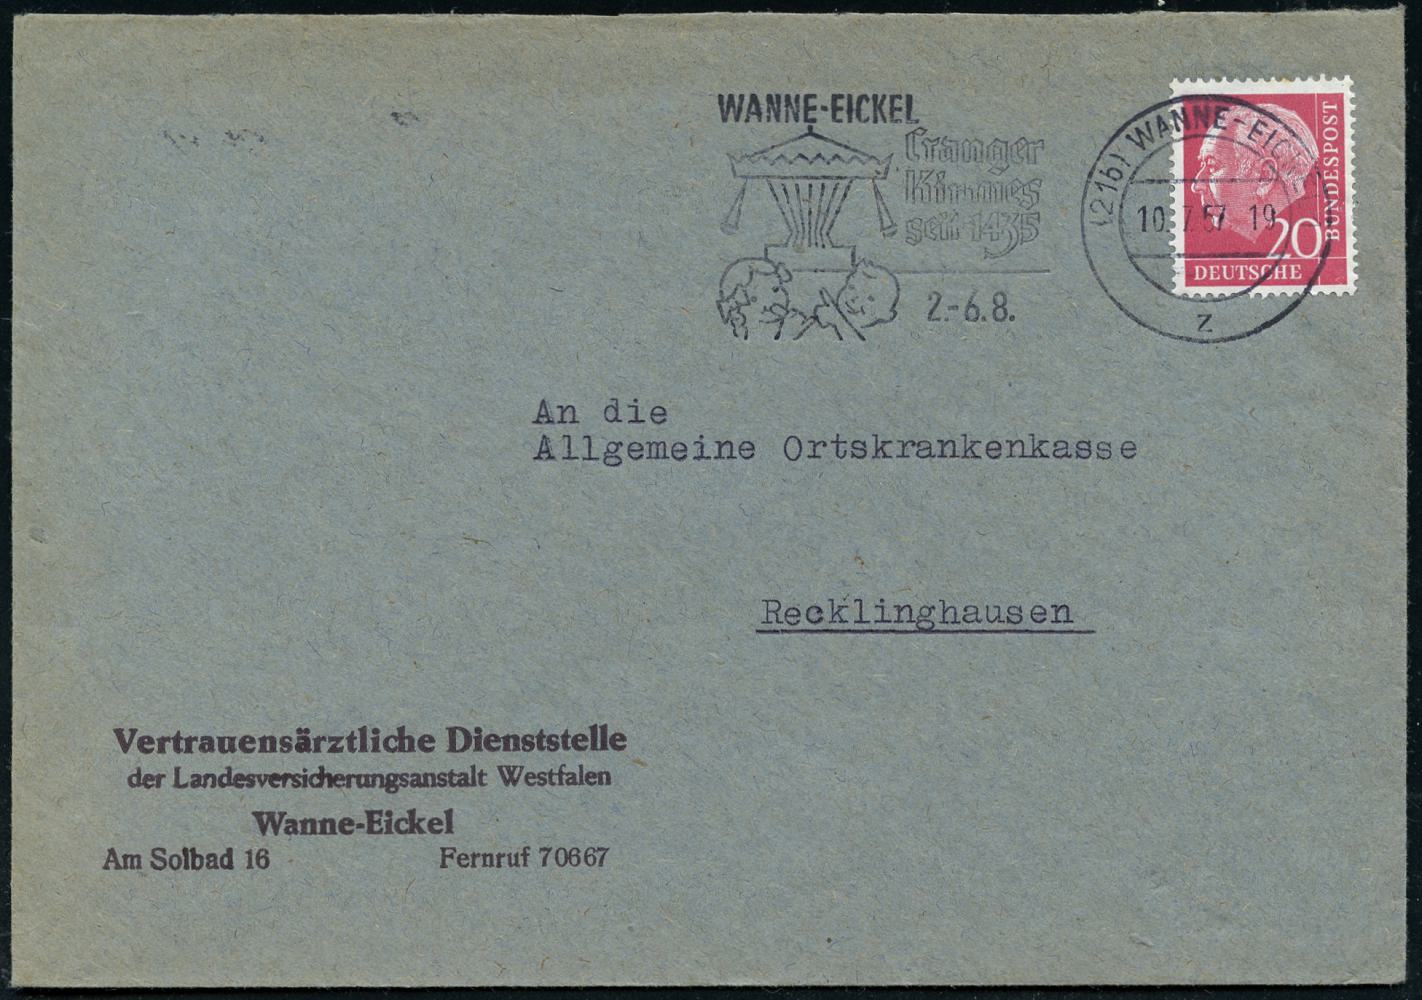 WANNE-EICKEL
Cranger
Kirmes
seit 1435
2.-6.8.
(21b) WANNE-EICKEL
10.7.57 19
z
20
DEUTSCHE
BUNDESPOST
An die
Allgemeine Ortskrankenkasse
Recklinghausen
Vertrauensärztliche Dienststelle
der Landesversicherungsanstalt Westfalen
Wanne-Eickel
Am Solbad 16 Fernruf 70667